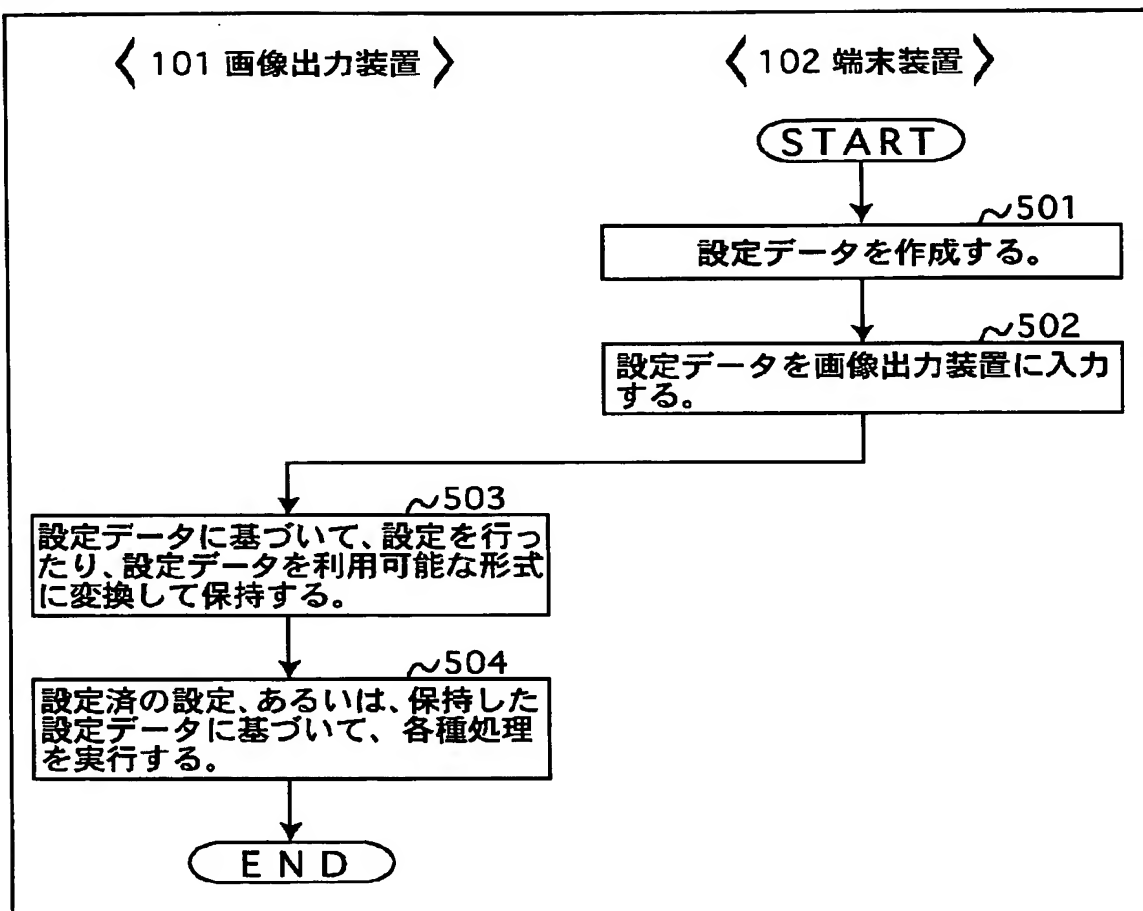 〈101 画像出力装置〉
〈102 端末装置〉
START
501
設定データを作成する。
502
設定データを画像出力装置に入力
する。
503
設定データに基づいて、設定を行っ
たり、設定データを利用可能な形式
に変換して保持する。
504
設定済の設定、あるいは、保持した
設定データに基づいて、各種処理
を実行する。
END